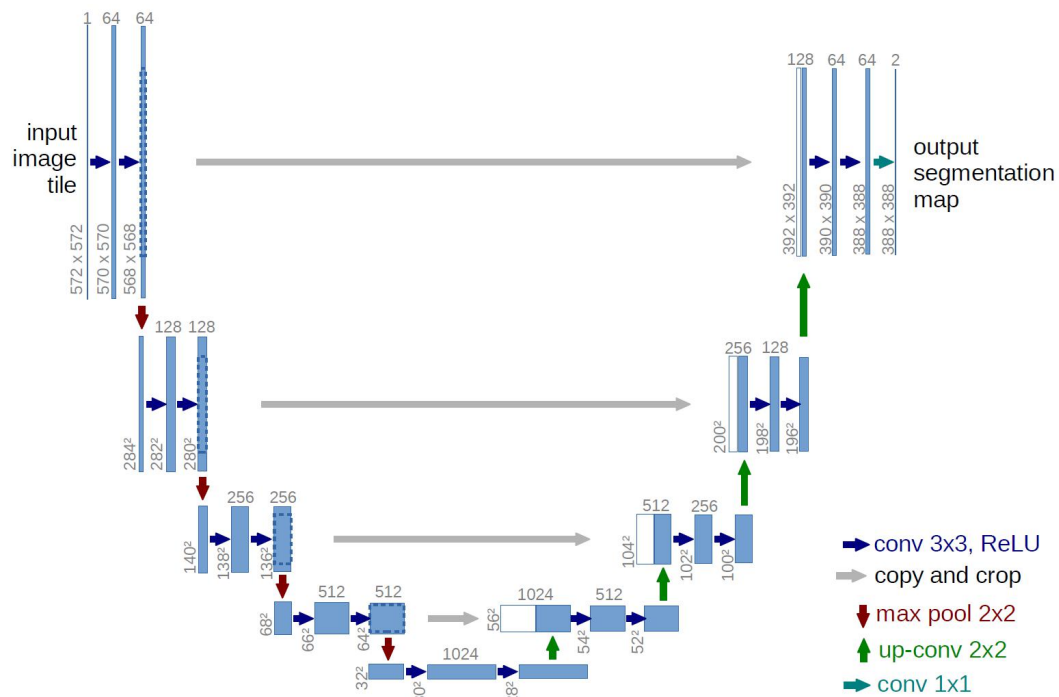 1 64 64
input
image
tile
572 x 572
570 x 570
568 x 568
128 64 64 2
392 x 392
390 x 390
388 x 388
388 x 388
output
segmentation
map
128 128
284²
282²
280²
256 128
200²
198²
196²
256 256
140²
138²
136²
512 256
104²
102²
100²
512 512
68²
66²
64²
1024 512
56²
54²
52²
1024
32²
conv 3x3, ReLU
copy and crop
max pool 2x2
up-conv 2x2
conv 1x1